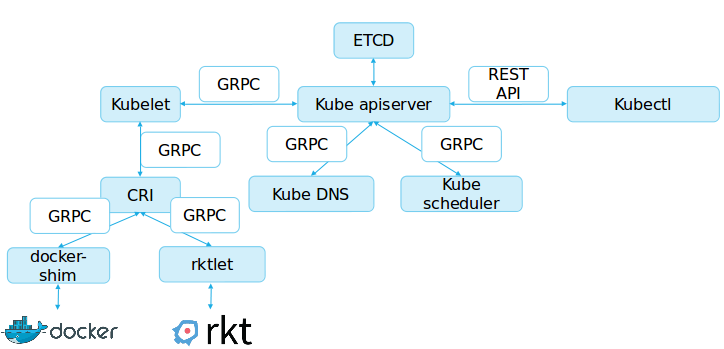 ETCD
GRPC
REST
API
Kubelet
Kube apiserver
Kubectl
GRPC
GRPC
GRPC
CRI
Kube DNS
Kube
scheduler
GRPC
GRPC
docker-
shim
rktlet
docker
rkt